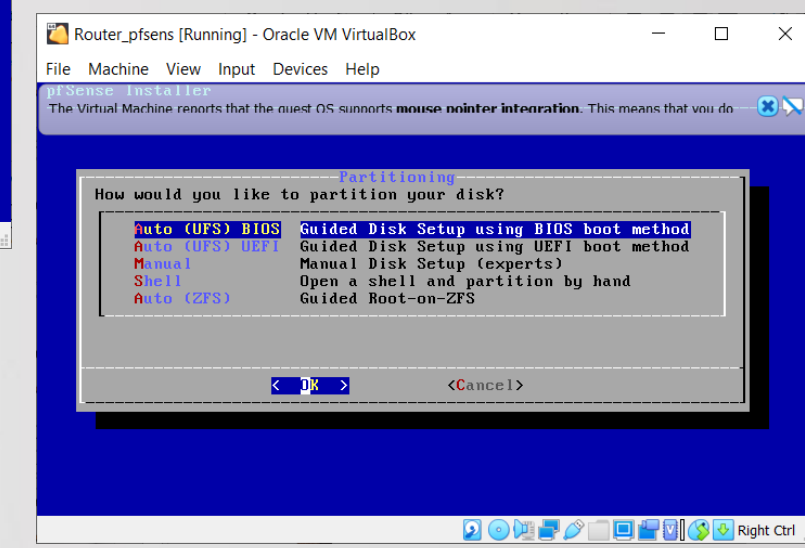 Router_pfsens [Running] - Oracle VM VirtualBox
File Machine View Input Devices Help
pfSense Installer
The Virtual Machine reports that the guest OS supports mouse pointer integration. This means that you do
Partitioning
How would you like to partition your disk?
Auto (UFS) BIOS Guided Disk Setup using BIOS boot method
Auto (UFS) UEFI Guided Disk Setup using UEFI boot method
Manual Manual Disk Setup (experts)
Shell Open a shell and partition by hand
Auto (ZFS) Guided Root-on-ZFS
< OK > <Cancel>
Right Ctrl